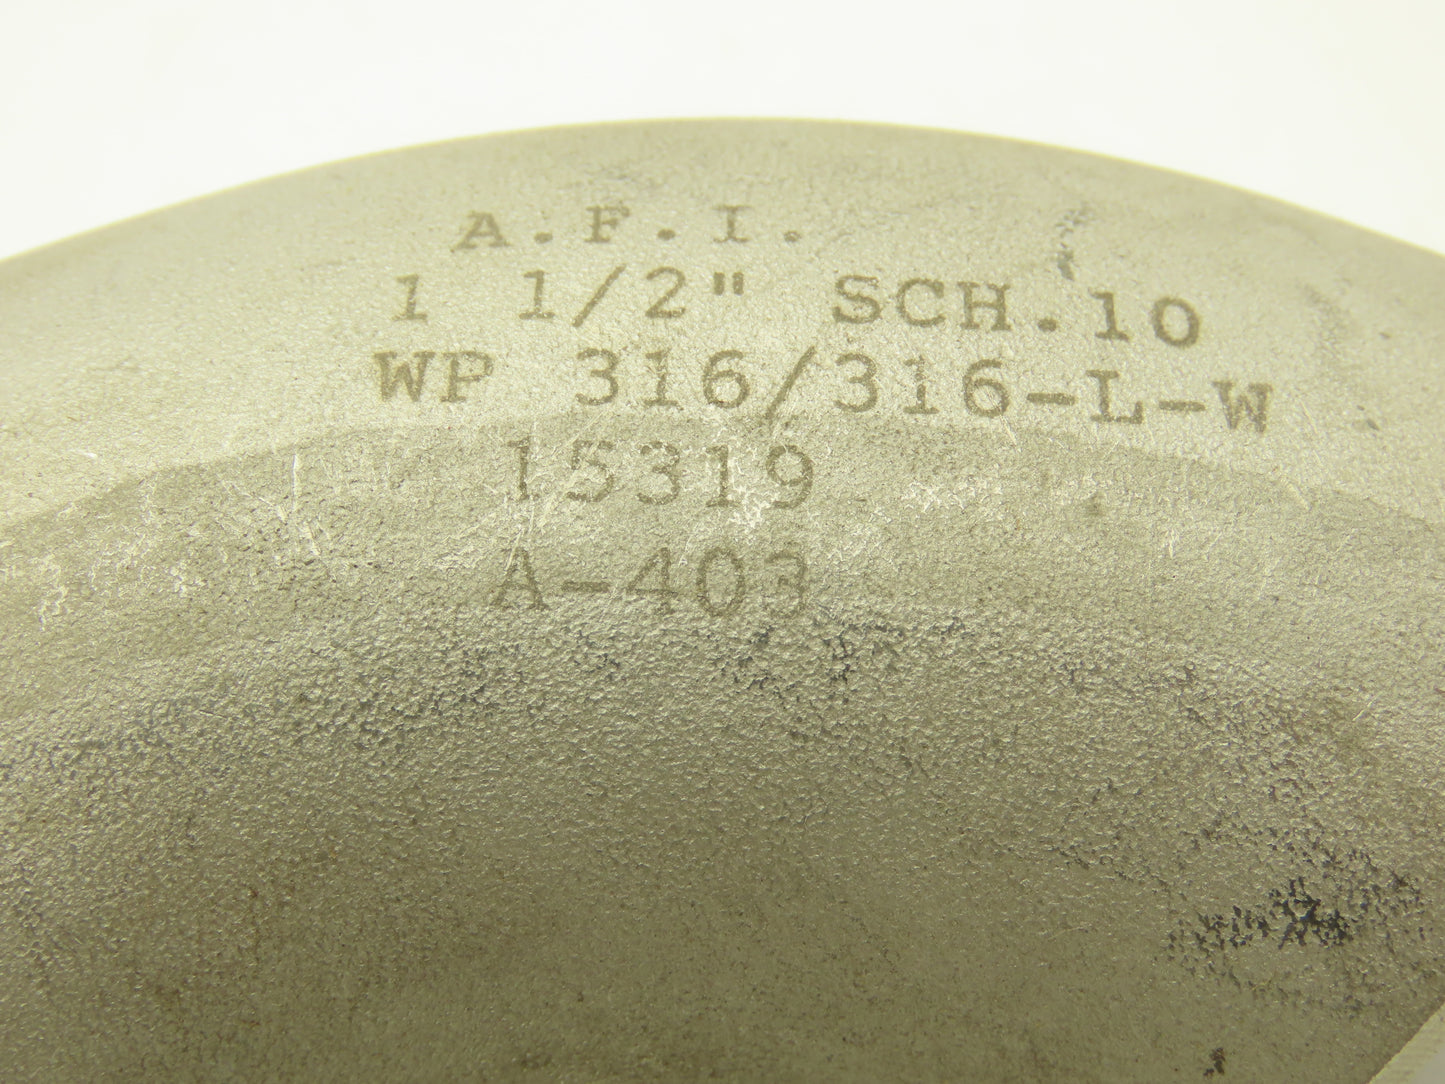 A.F.I.
1 1/2" SCH.10
WP 316/316-L-W
15319
A-403